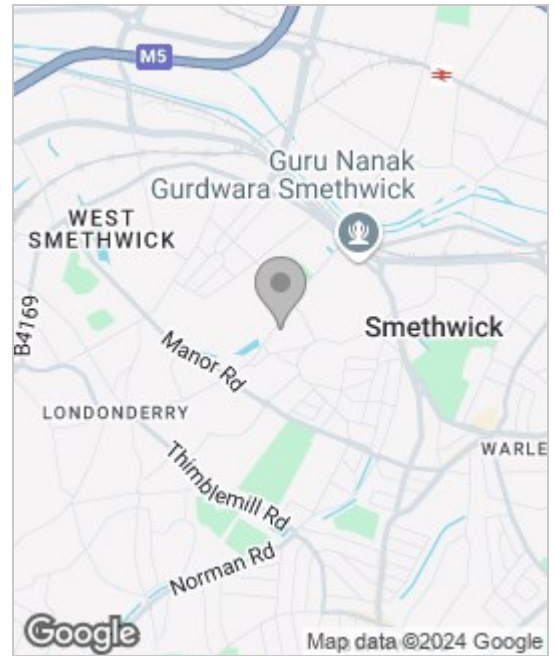 M5
Guru Nanak
Gurdwara Smethwick
WEST
SMETHWICK
B4169
Smethwick
Manor Rd
LONDONDERRY
WARLE
Thimblemill Rd
Norman Rd
Google
Map data ©2024 Google